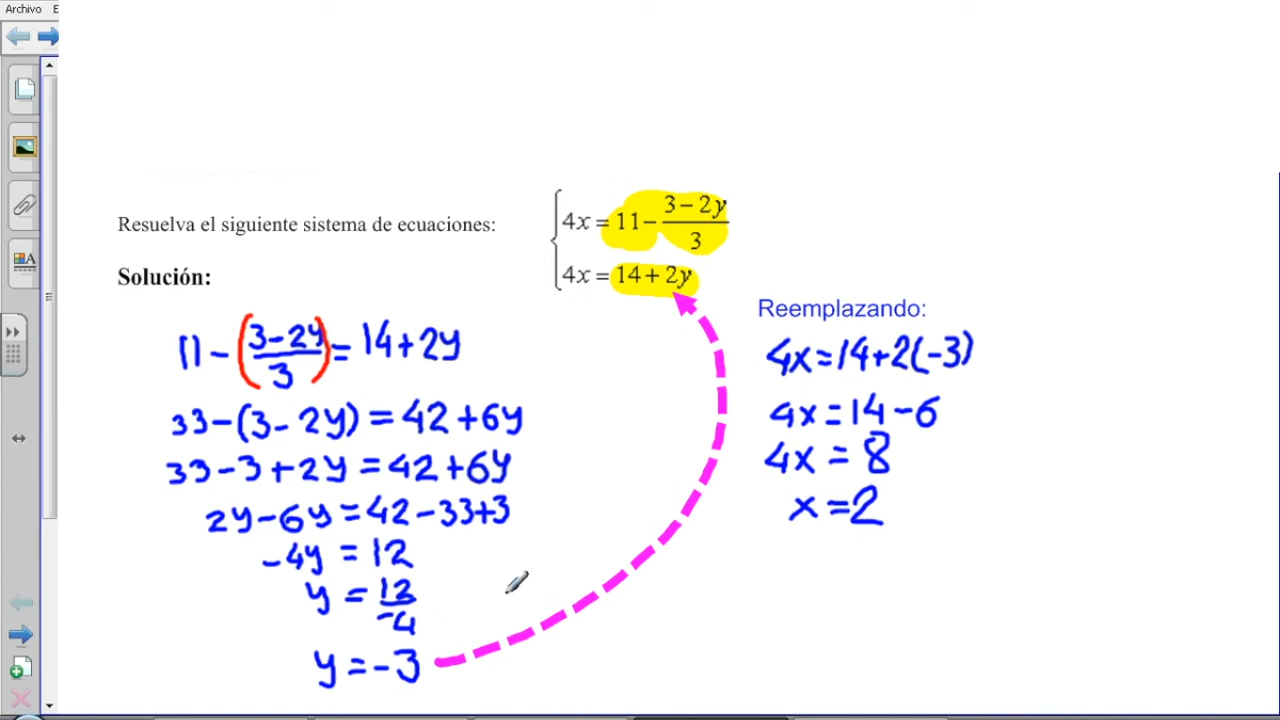 Archivo E
Resuelva el siguiente sistema de ecuaciones:
4x = 11 - (3 - 2y)/3
4x = 14 + 2y
Solución:
11 - (3 - 2y / 3) = 14 + 2y
33 - (3 - 2y) = 42 + 6y
33 - 3 + 2y = 42 + 6y
2y - 6y = 42 - 33 + 3
-4y = 12
y = 12/-4
y = -3
Reemplazando:
4x = 14 + 2(-3)
4x = 14 - 6
4x = 8
x = 2